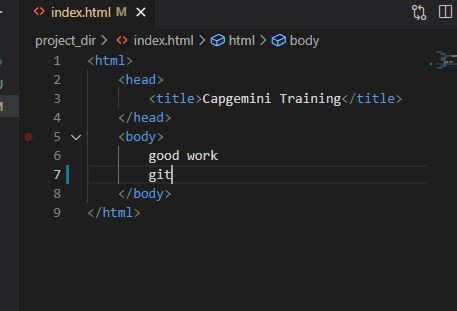 index.html M
project_dir > index.html > html > body
1 <html>
2 <head>
3 <title>Capgemini Training</title>
4 </head>
5 <body>
6 good work
7 git
8 </body>
9 </html>
U
M